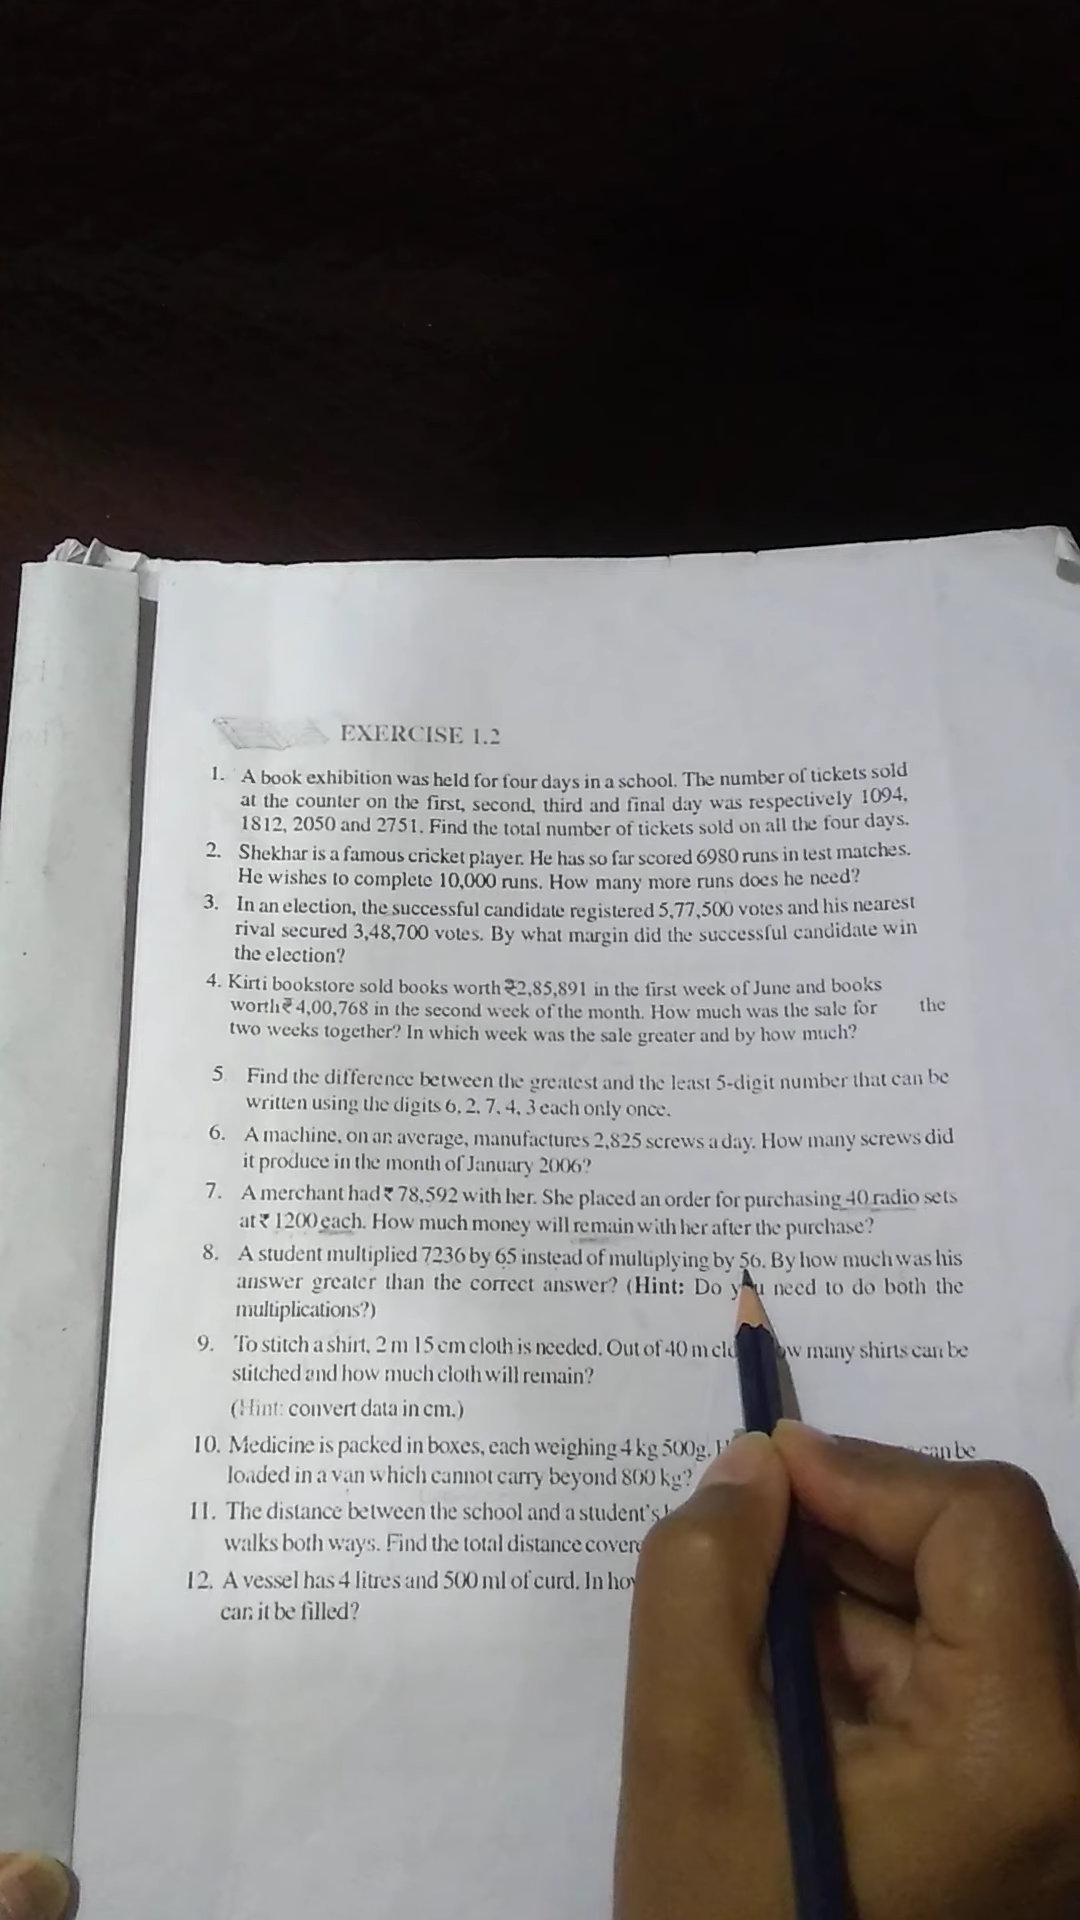 EXERCISE 1.2
1. A book exhibition was held for four days in a school. The number of tickets sold
at the counter on the first, second, third and final day was respectively 1094,
1812, 2050 and 2751. Find the total number of tickets sold on all the four days.
2. Shekhar is a famous cricket player. He has so far scored 6980 runs in test matches.
He wishes to complete 10,000 runs. How many more runs does he need?
3. In an election, the successful candidate registered 5,77,500 votes and his nearest
rival secured 3,48,700 votes. By what margin did the successful candidate win
the election?
4. Kirti bookstore sold books worth ₹2,85,891 in the first week of June and books
worth ₹4,00,768 in the second week of the month. How much was the sale for the
two weeks together? In which week was the sale greater and by how much?
5. Find the difference between the greatest and the least 5-digit number that can be
written using the digits 6, 2, 7, 4, 3 each only once.
6. A machine, on an average, manufactures 2,825 screws a day. How many screws did
it produce in the month of January 2006?
7. A merchant had ₹ 78,592 with her. She placed an order for purchasing 40 radio sets
at ₹ 1200 each. How much money will remain with her after the purchase?
8. A student multiplied 7236 by 65 instead of multiplying by 56. By how much was his
answer greater than the correct answer? (Hint: Do you need to do both the
multiplications?)
9. To stitch a shirt, 2 m 15 cm cloth is needed. Out of 40 m many shirts can be
stitched and how much cloth will remain?
(Hint: convert data in cm.)
10. Medicine is packed in boxes, each weighing 4 kg 500g. can be
loaded in a van which cannot carry beyond 800 kg?
11. The distance between the school and a student's
walks both ways. Find the total distance
12. A vessel has 4 litres and 500 ml of curd. In
can it be filled?